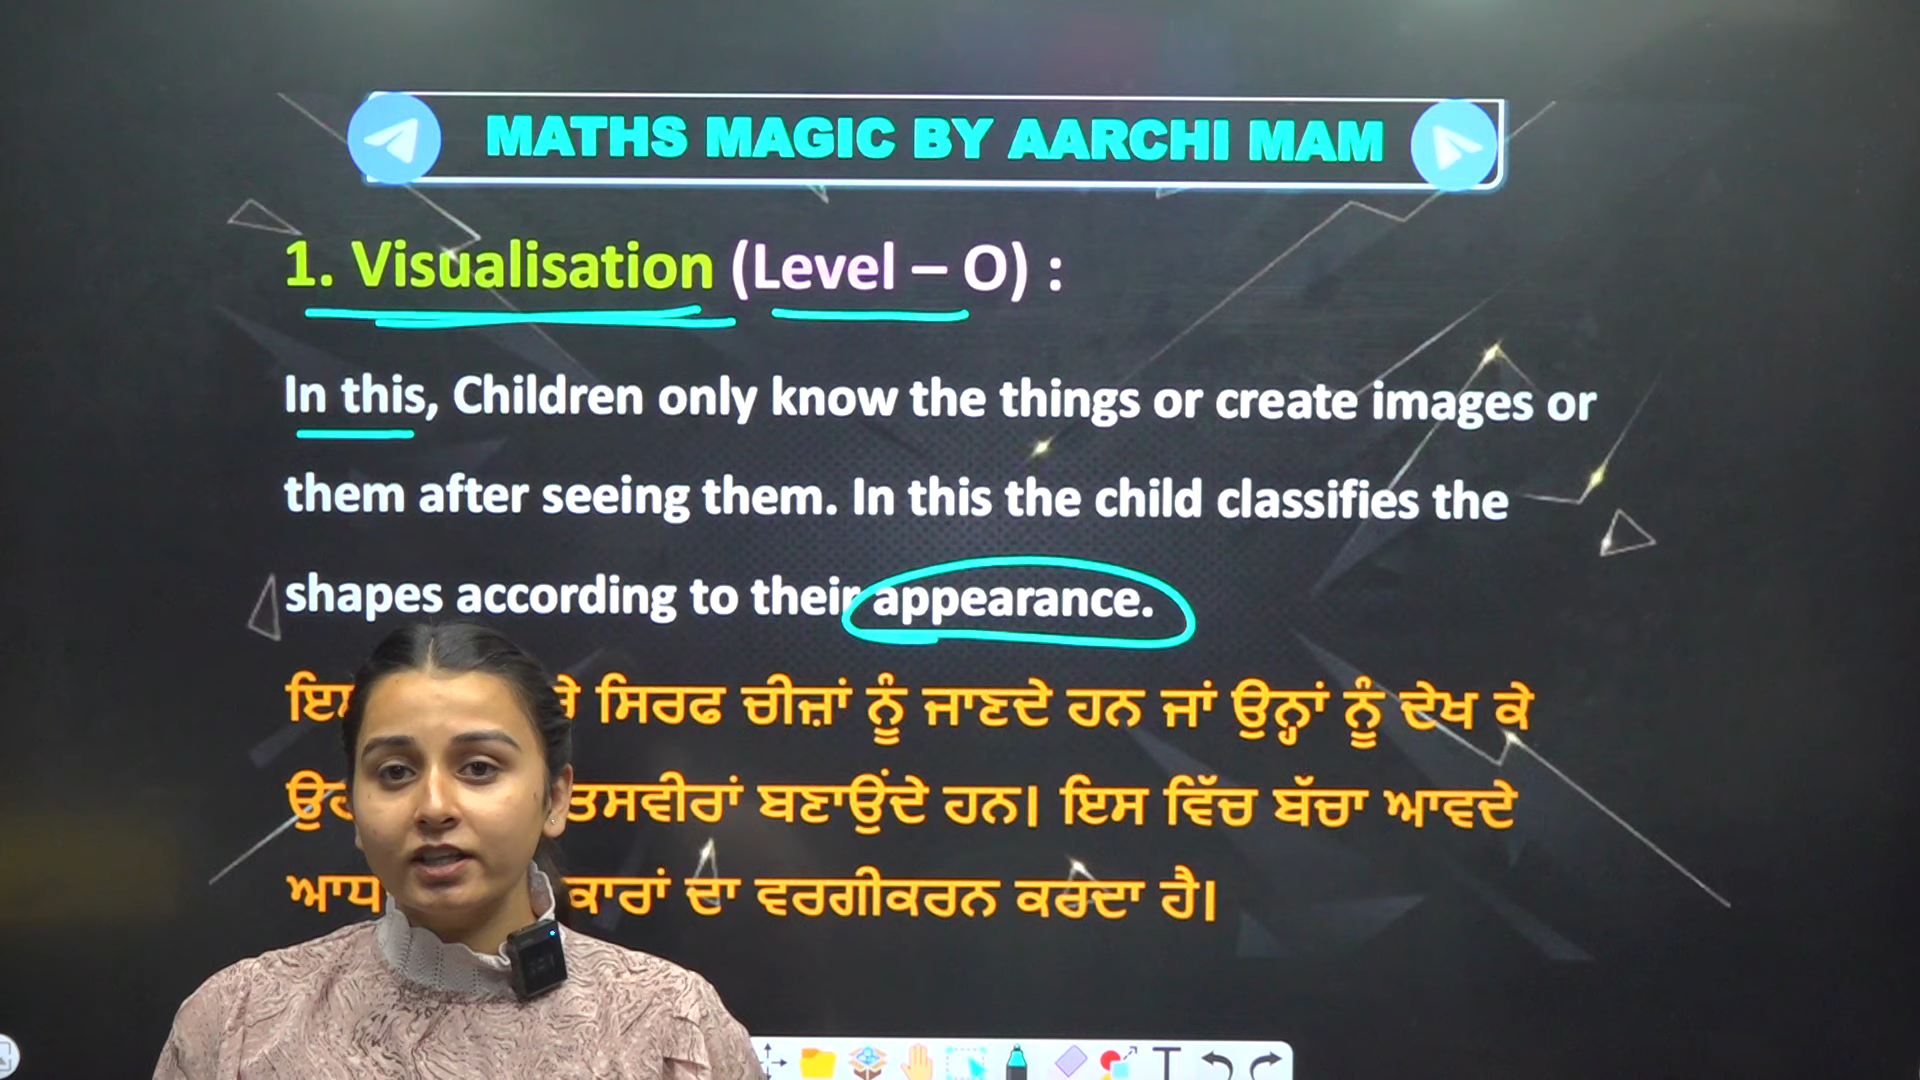 MATHS MAGIC BY AARCHI MAM
1. Visualisation (Level – O) :
In this, Children only know the things or create images or
them after seeing them. In this the child classifies the
shapes according to their appearance.
ਸਿਰਫ ਚੀਜ਼ਾਂ ਨੂੰ ਜਾਣਦੇ ਹਨ ਜਾਂ ਉਨ੍ਹਾਂ ਨੂੰ ਦੇਖ ਕੇ
ਤਸਵੀਰਾਂ ਬਣਾਉਂਦੇ ਹਨ। ਇਸ ਵਿੱਚ ਬੱਚਾ ਆਵਦੇ
ਦਾ ਵਰਗੀਕਰਨ ਕਰਦਾ ਹੈ।